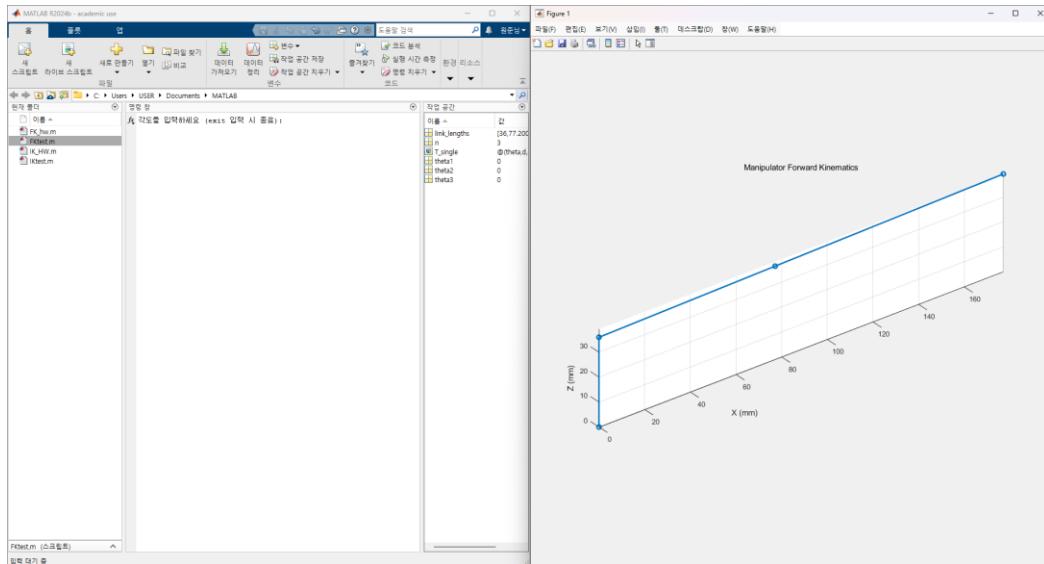 MATLAB R2024b - academic use
홈
플롯
앱
도움말 검색
원준님
새
스크립트
새
라이브 스크립트
새로 만들기
열기
파일 찾기
비교
데이터
가져오기
데이터
정리
변수
작업 공간 저장
작업 공간 지우기
즐겨찾기
코드 분석
실행 시간 측정
명령 지우기
환경
리소스
파일
변수
코드
C: Users USER Documents MATLAB
현재 폴더
이름
FK_hw.m
FKtest.m
IK_HW.m
IKtest.m
FKtest.m (스크립트)
입력 대기 중
명령 창
fx 각도를 입력하세요 (exit 입력 시 종료):
작업 공간
이름 값
link_lengths [36,77.200
n 3
T_single @(theta,d,
theta1 0
theta2 0
theta3 0
Figure 1
파일(F) 편집(E) 보기(V) 삽입(I) 툴(T) 데스크탑(D) 창(W) 도움말(H)
Manipulator Forward Kinematics
30
20
10
0
Z (mm)
0
20
40
60
80
100
120
140
160
X (mm)